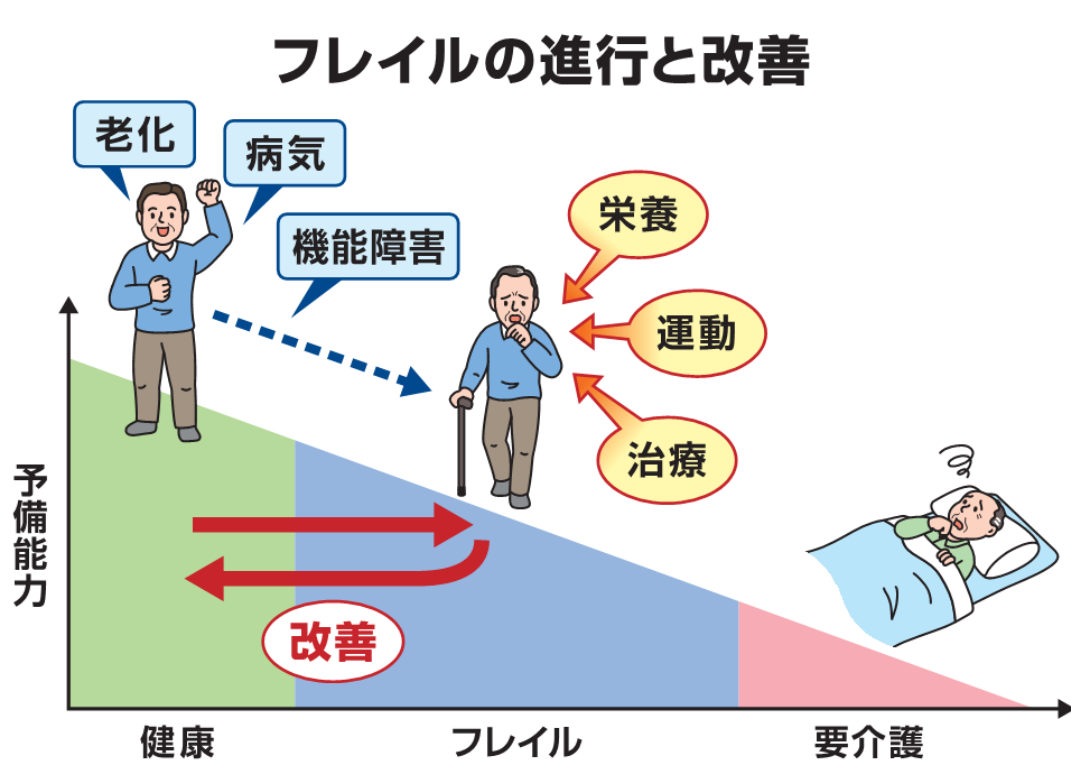 フレイルの進行と改善
老化
病気
機能障害
栄養
運動
治療
予備能力
改善
健康
フレイル
要介護